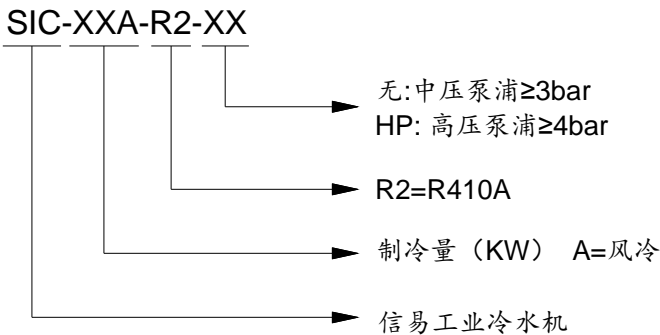 SIC-XXA-R2-XX
无:中压泵浦≥3bar
HP: 高压泵浦≥4bar
R2=R410A
制冷量（KW） A=风冷
信易工业冷水机